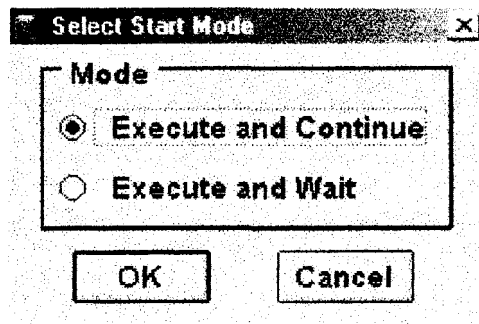 Select Start Mode
Mode
Execute and Continue
Execute and Wait
OK
Cancel